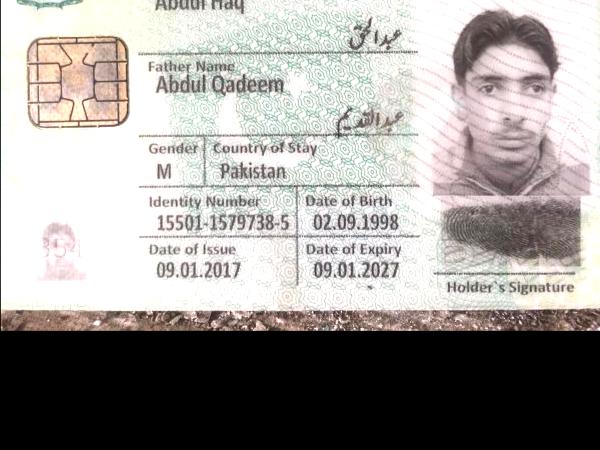 Abdul Haq
عبدالحق
Father Name
Abdul Qadeem
عبدالقدیم
Gender Country of Stay
M Pakistan
Identity Number Date of Birth
15501-1579738-5 02.09.1998
Date of Issue Date of Expiry
09.01.2017 09.01.2027
Holder`s Signature